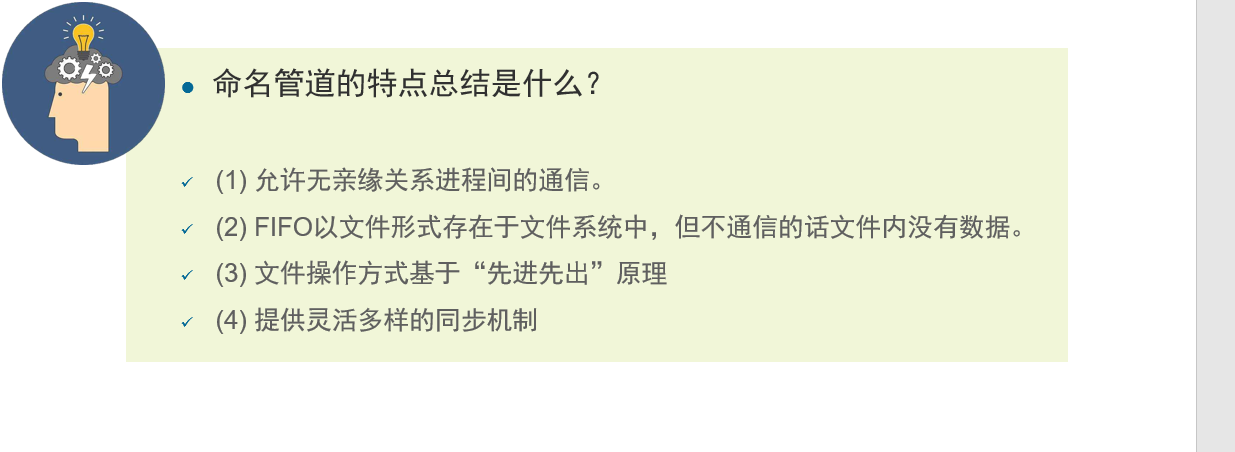 命名管道的特点总结是什么？
(1) 允许无亲缘关系进程间的通信。
(2) FIFO以文件形式存在于文件系统中，但不通信的话文件内没有数据。
(3) 文件操作方式基于“先进先出”原理
(4) 提供灵活多样的同步机制